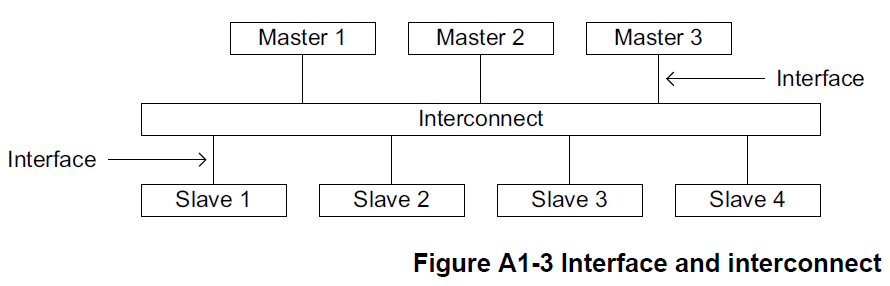 Master 1 Master 2 Master 3
Interface
Interconnect
Interface
Slave 1 Slave 2 Slave 3 Slave 4
Figure A1-3 Interface and interconnect